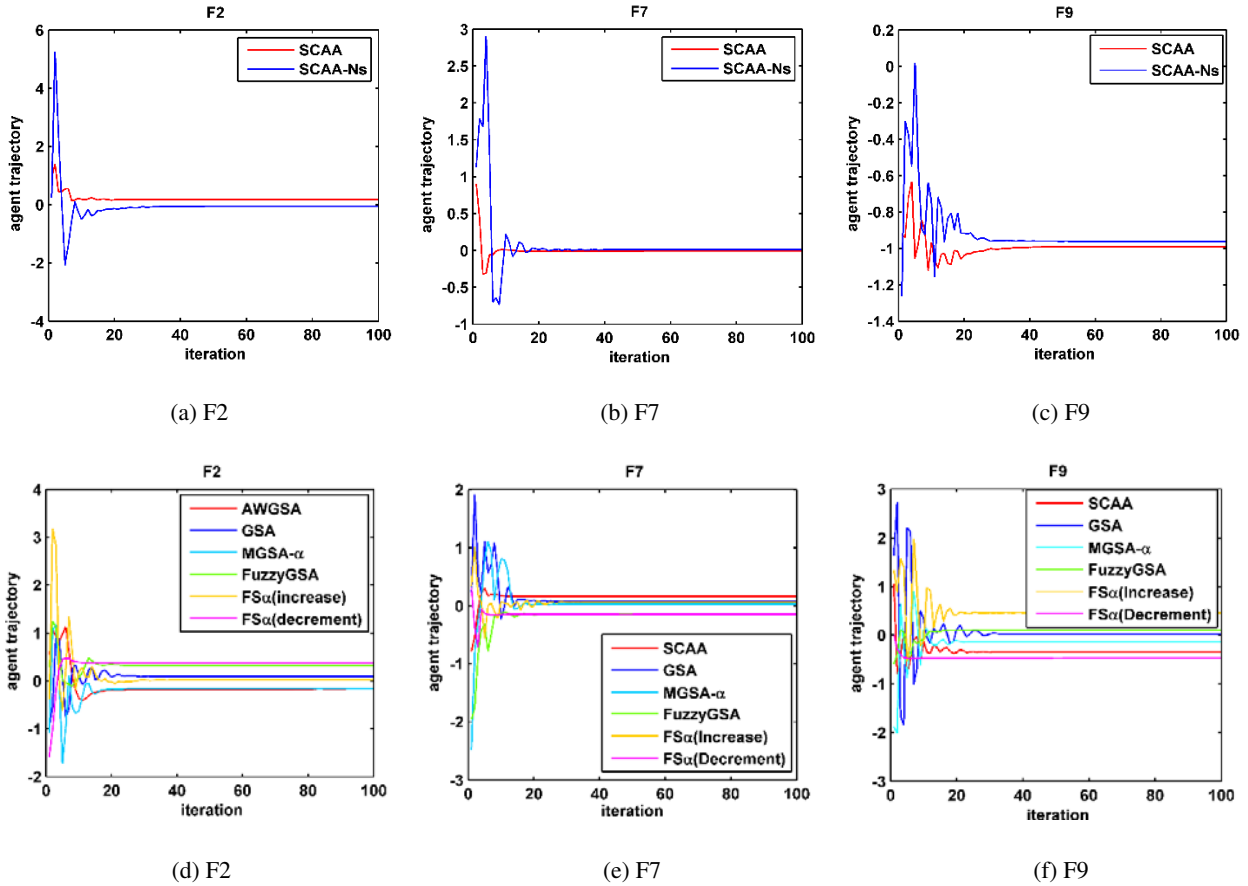 F2
SCAA
SCAA-Ns
6
4
2
0
-2
-4
agent trajectory
0 20 40 60 80 100
iteration
(a) F2
F7
SCAA
SCAA-Ns
3
2.5
2
1.5
1
0.5
0
-0.5
-1
agent trajectory
0 20 40 60 80 100
iteration
(b) F7
F9
SCAA
SCAA-Ns
0.2
0
-0.2
-0.4
-0.6
-0.8
-1
-1.2
-1.4
agent trajectory
0 20 40 60 80 100
iteration
(c) F9
F2
AWGSA
GSA
MGSA-α
FuzzyGSA
FSα(increase)
FSα(decrement)
4
3
2
1
0
-1
-2
agent trajectory
0 20 40 60 80 100
iteration
(d) F2
F7
2
1
0
-1
-2
-3
agent trajectory
SCAA
GSA
MGSA-α
FuzzyGSA
FSα(Increase)
FSα(Decrement)
0 20 40 60 80 100
iteration
(e) F7
F9
SCAA
GSA
MGSA-α
FuzzyGSA
FSα(Increase)
FSα(Decrement)
3
2
1
0
-1
-2
-3
agent trajectory
0 20 40 60 80 100
iteration
(f) F9